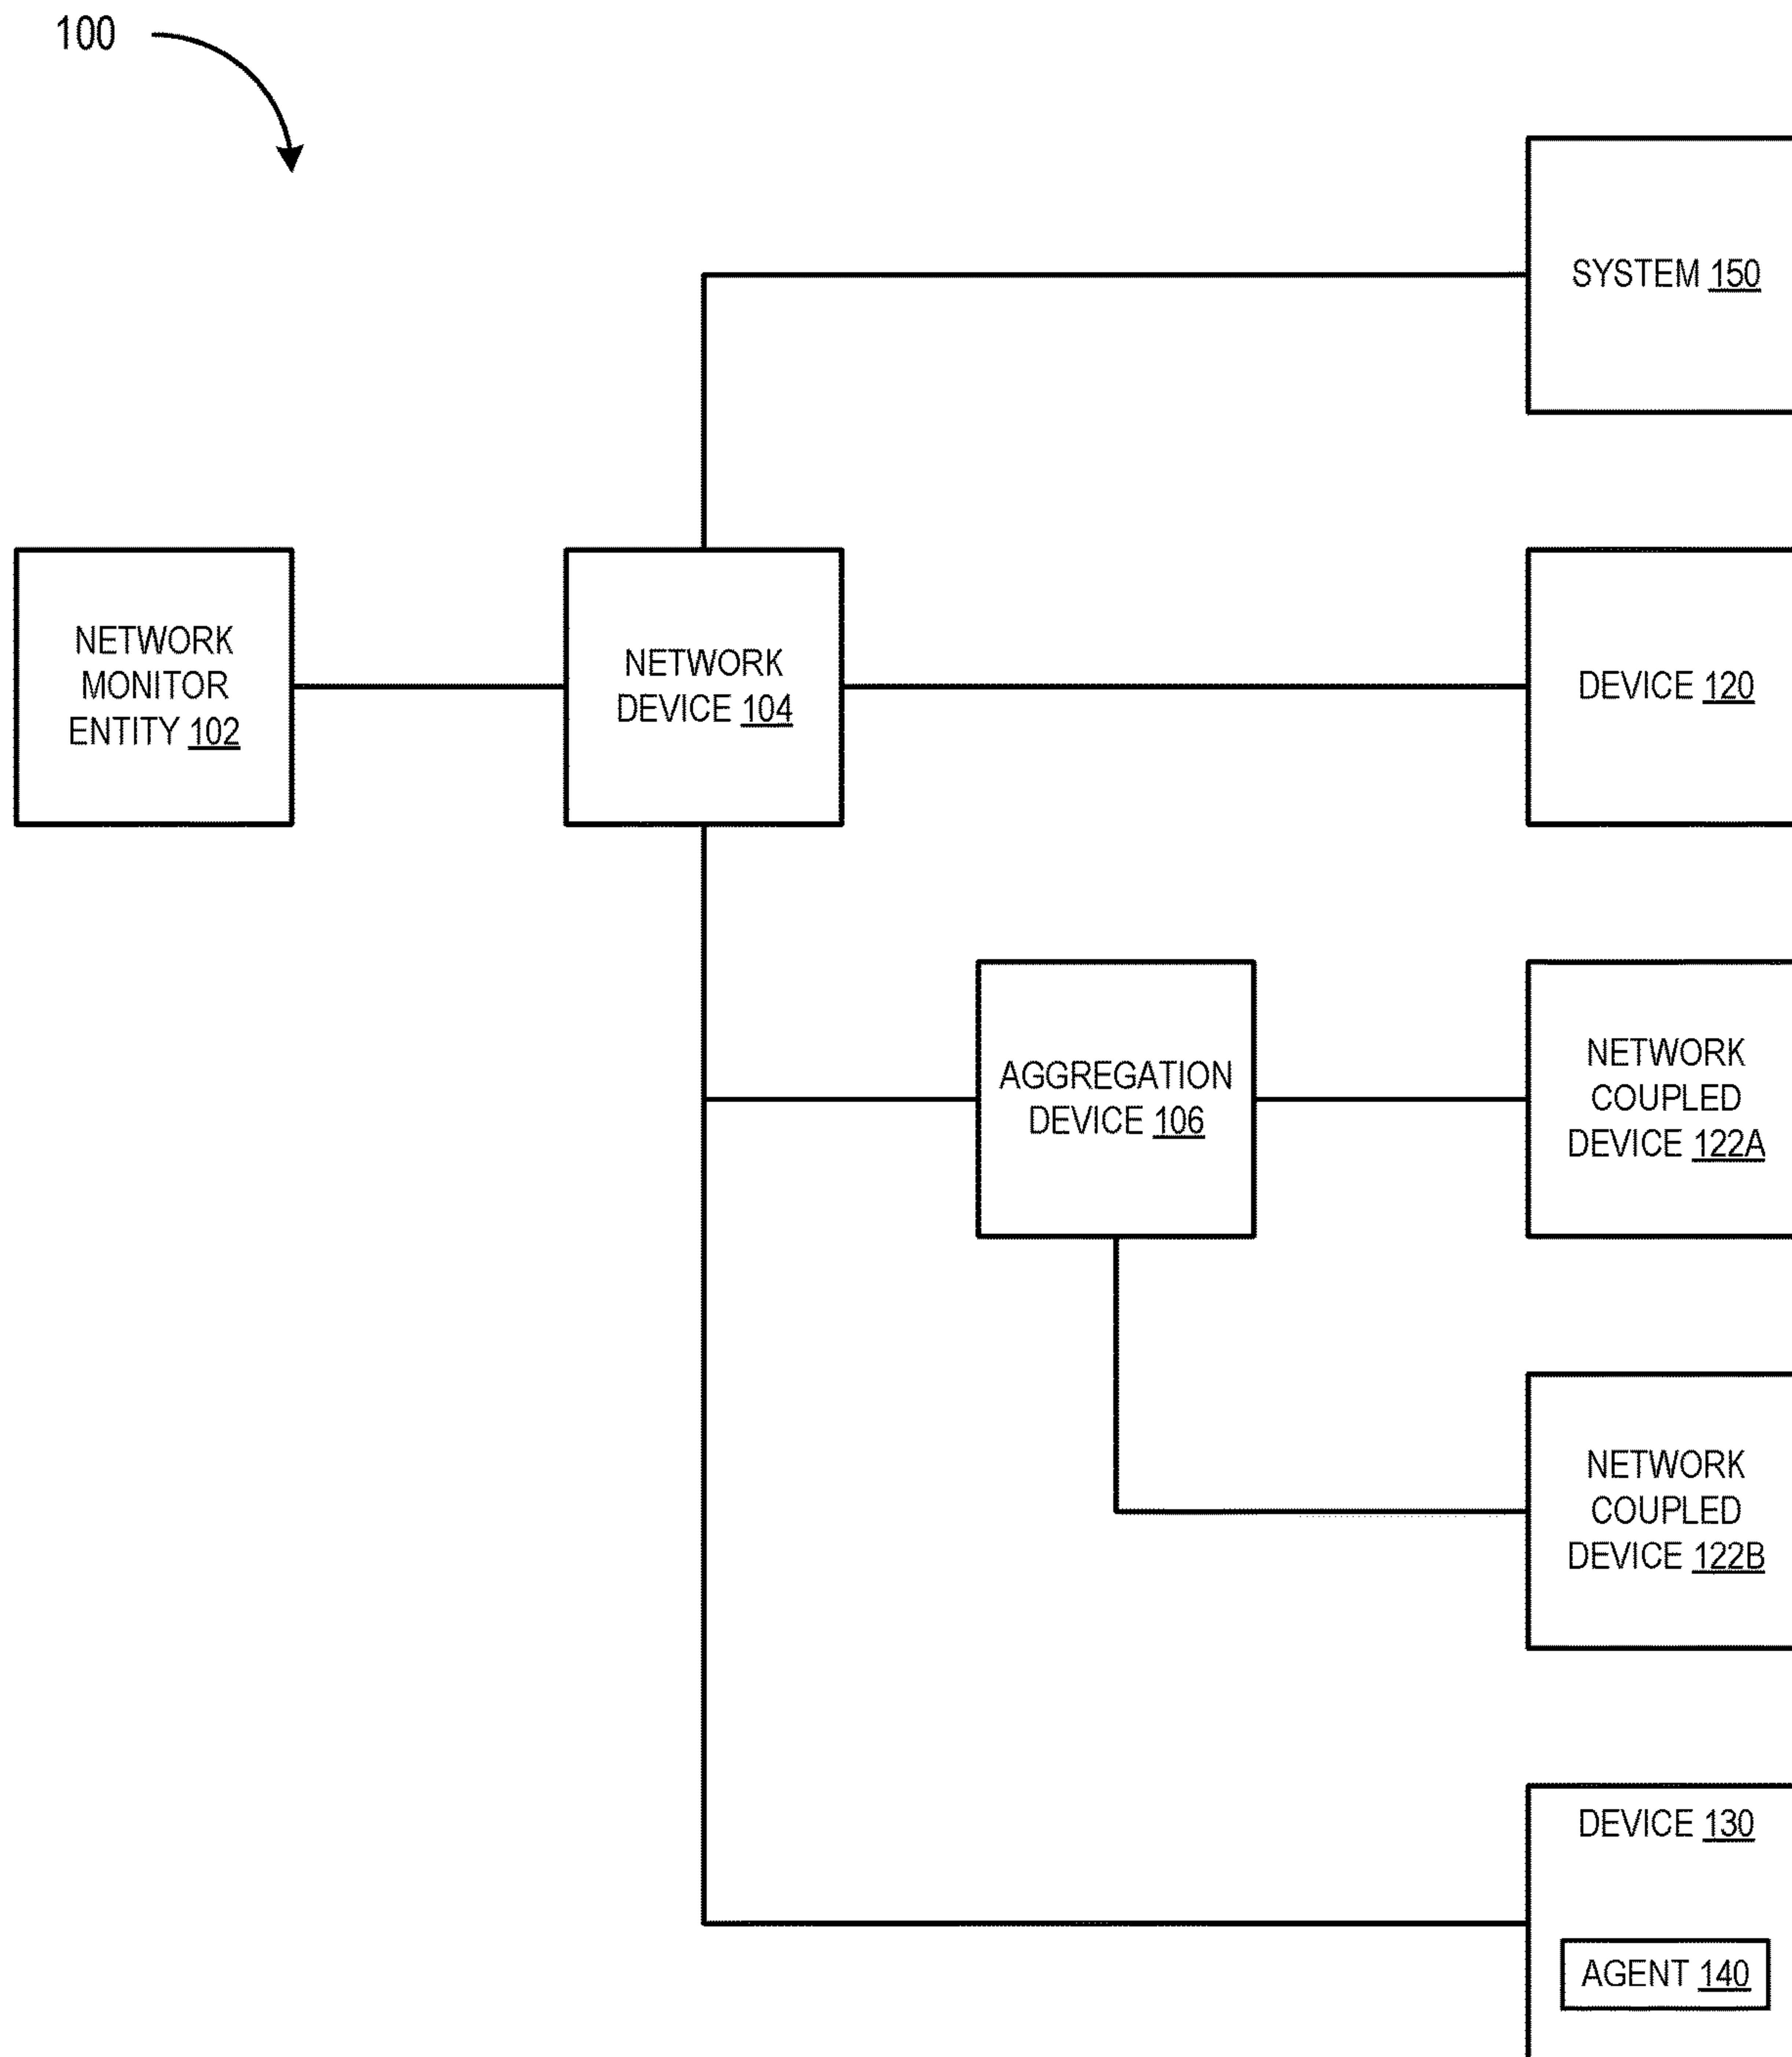 100
SYSTEM 150
NETWORK
MONITOR
ENTITY 102
NETWORK
DEVICE 104
DEVICE 120
AGGREGATION
DEVICE 106
NETWORK
COUPLED
DEVICE 122A
NETWORK
COUPLED
DEVICE 122B
DEVICE 130
AGENT 140